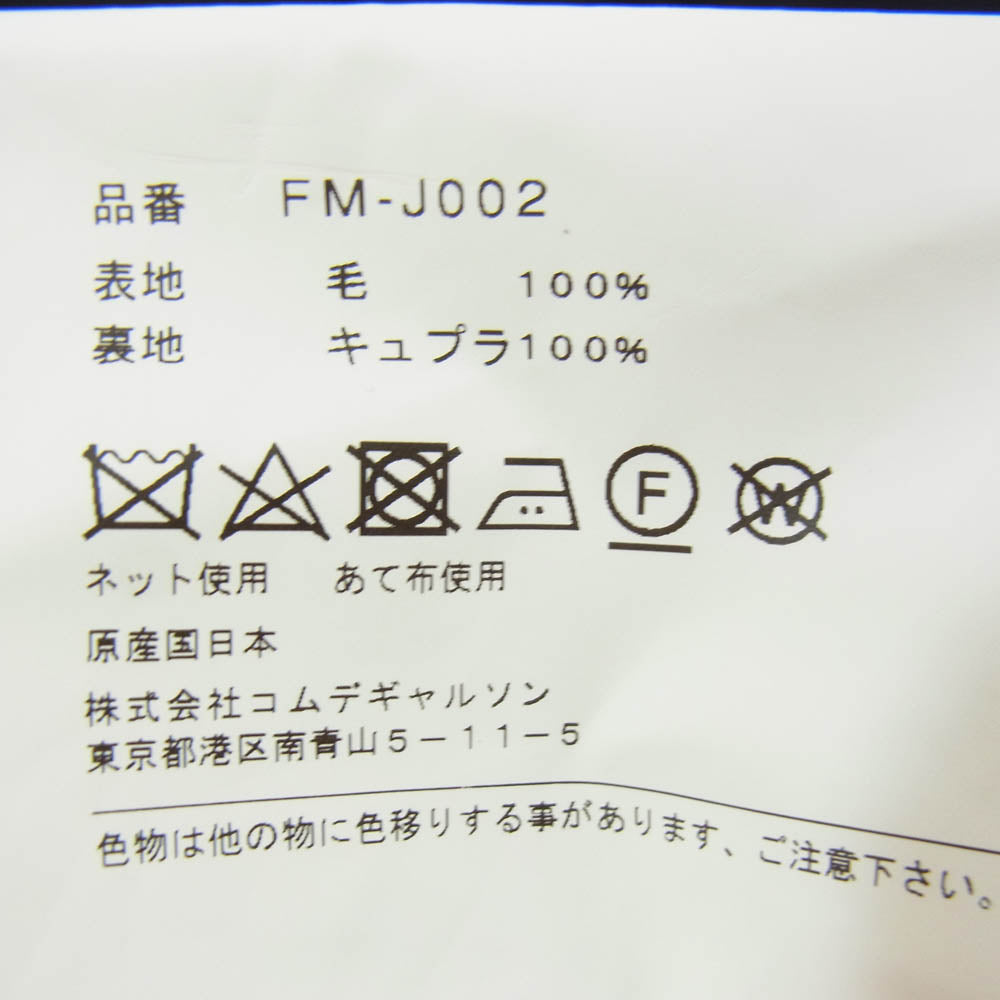 品番 FM-J002
表地 毛 100%
裏地 キュプラ100%
F W
ネット使用 あて布使用
原産国日本
株式会社コムデギャルソン
東京都港区南青山5-11-5
色物は他の物に色移りする事があります、ご注意下さい。